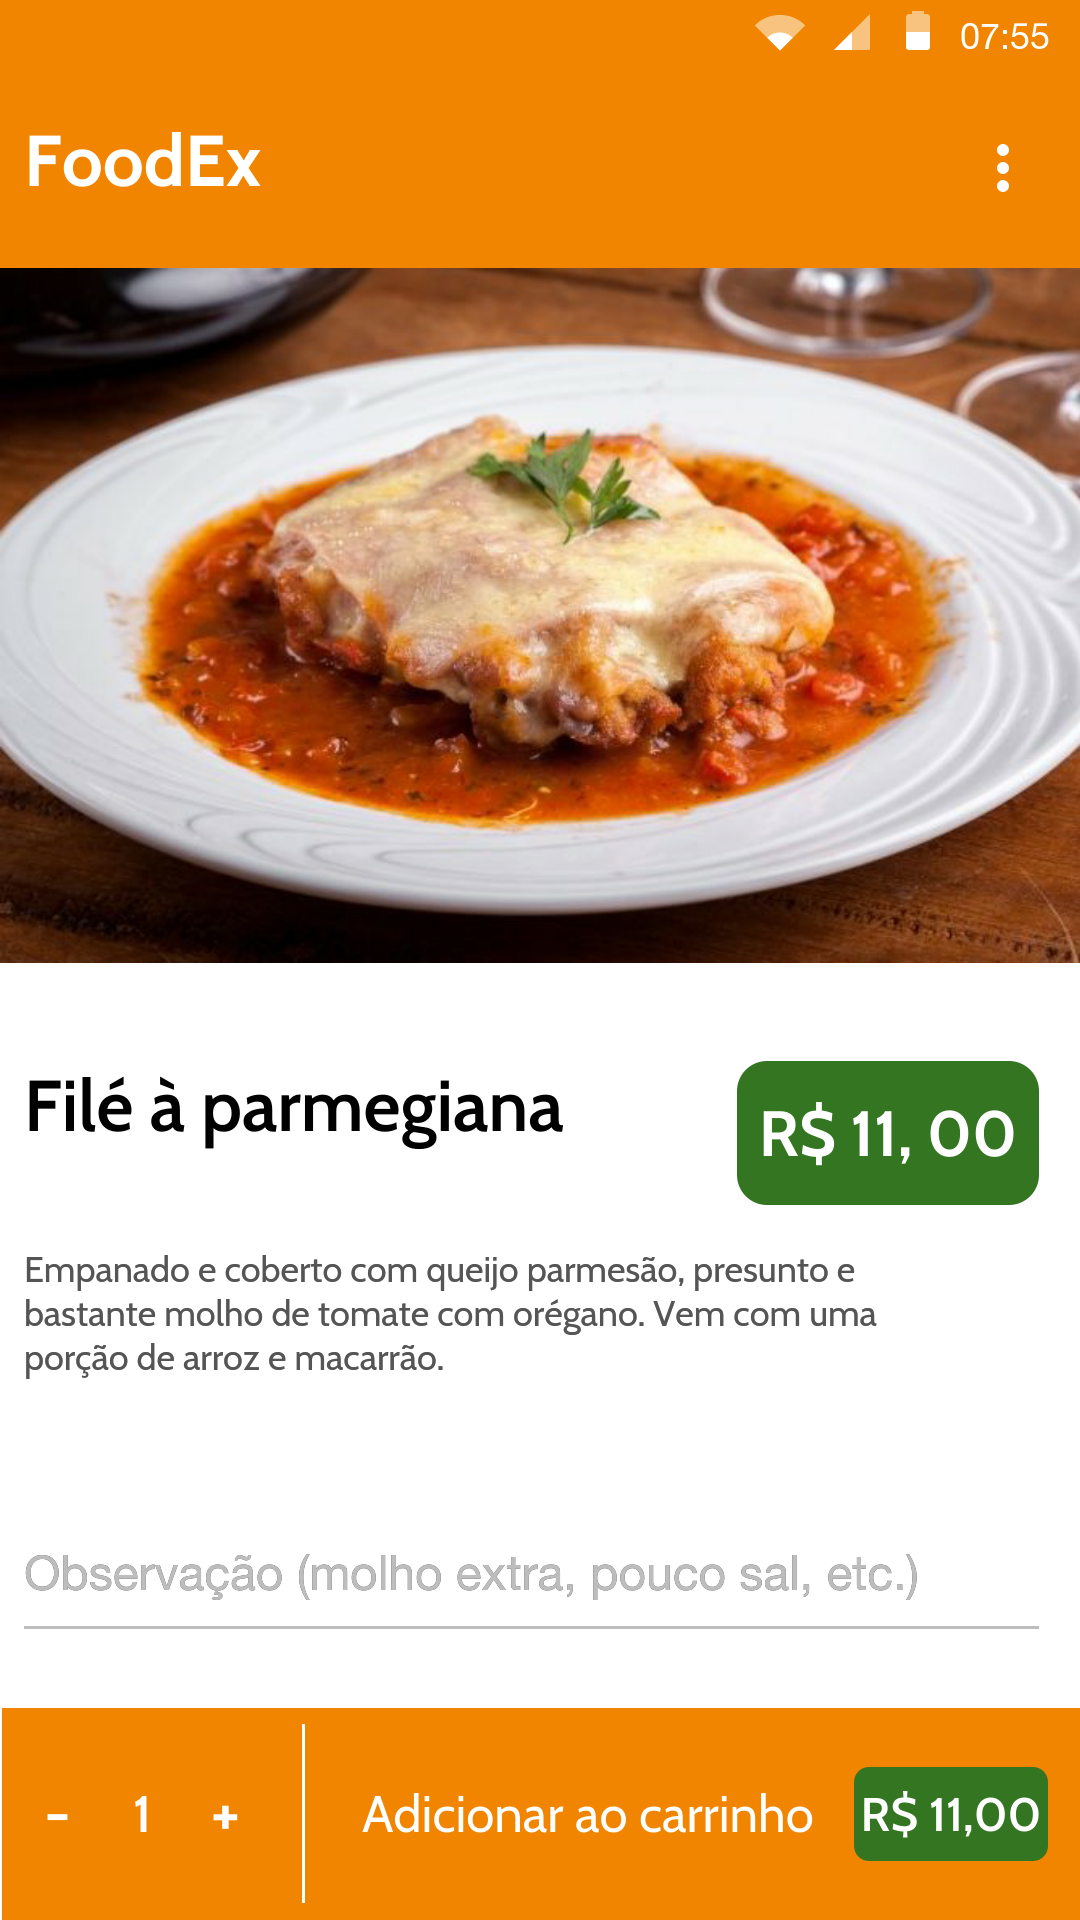 07:55
FoodEx
Filé à parmegiana
R$ 11, 00
Empanado e coberto com queijo parmesão, presunto e
bastante molho de tomate com orégano. Vem com uma
porção de arroz e macarrão.
Observação (molho extra, pouco sal, etc.)
- 1 + Adicionar ao carrinho R$ 11,00